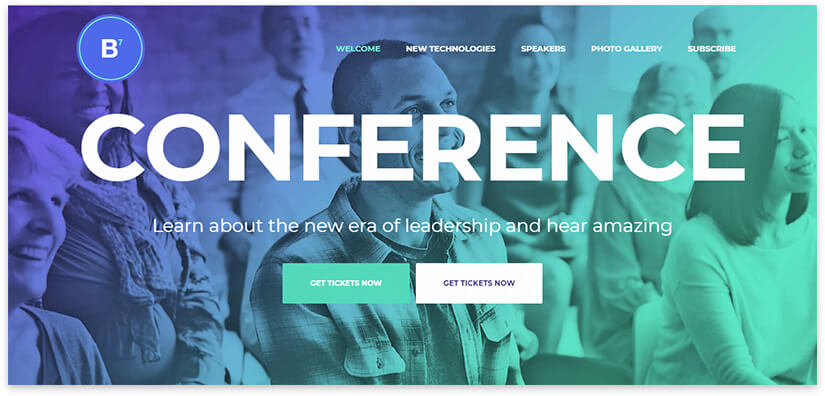 B7
WELCOME NEW TECHNOLOGIES SPEAKERS PHOTO GALLERY SUBSCRIBE
CONFERENCE
Learn about the new era of leadership and hear amazing
GET TICKETS NOW GET TICKETS NOW